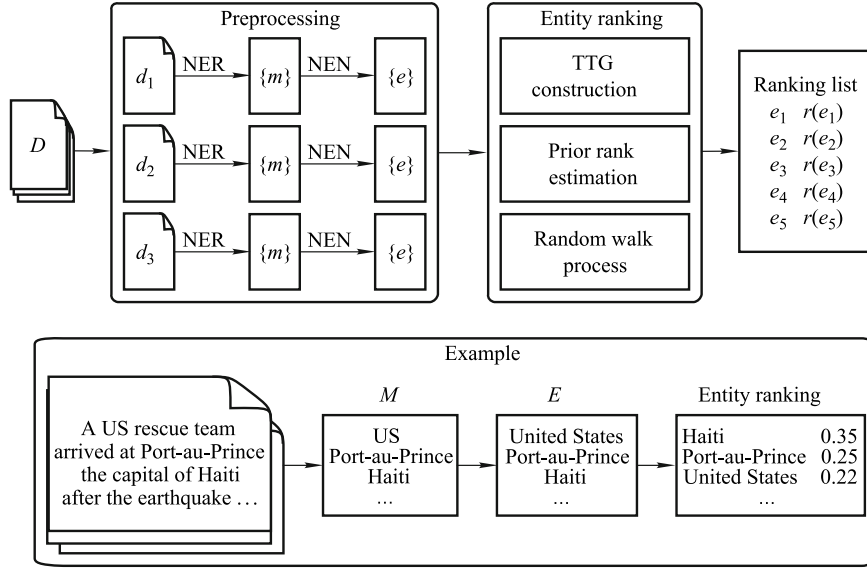 Preprocessing
Entity ranking
D
d1 NER {m} NEN {e}
d2 NER {m} NEN {e}
d3 NER {m} NEN {e}
TTG
construction
Prior rank
estimation
Random walk
process
Ranking list
e1 r(e1)
e2 r(e2)
e3 r(e3)
e4 r(e4)
e5 r(e5)
Example
A US rescue team
arrived at Port-au-Prince
the capital of Haiti
after the earthquake ...
M
US
Port-au-Prince
Haiti
...
E
United States
Port-au-Prince
Haiti
...
Entity ranking
Haiti 0.35
Port-au-Prince 0.25
United States 0.22
...